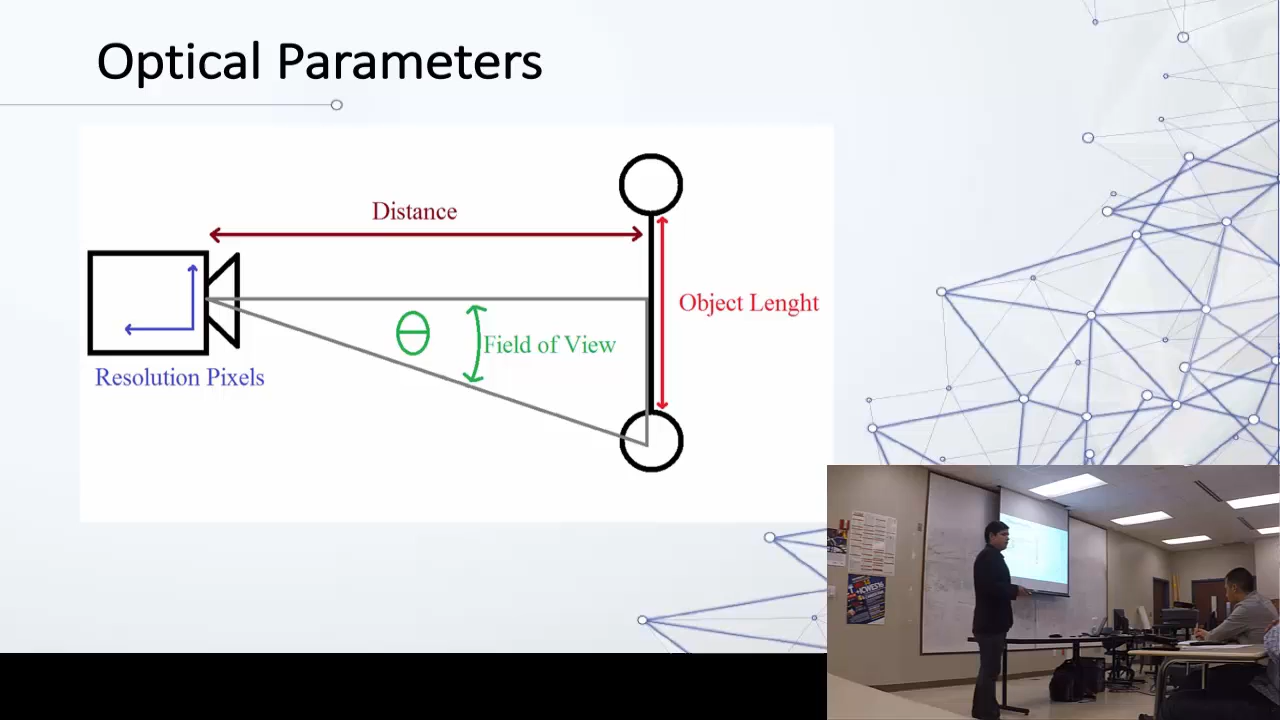 Optical Parameters
Distance
Object Lenght
θ
Field of View
Resolution Pixels